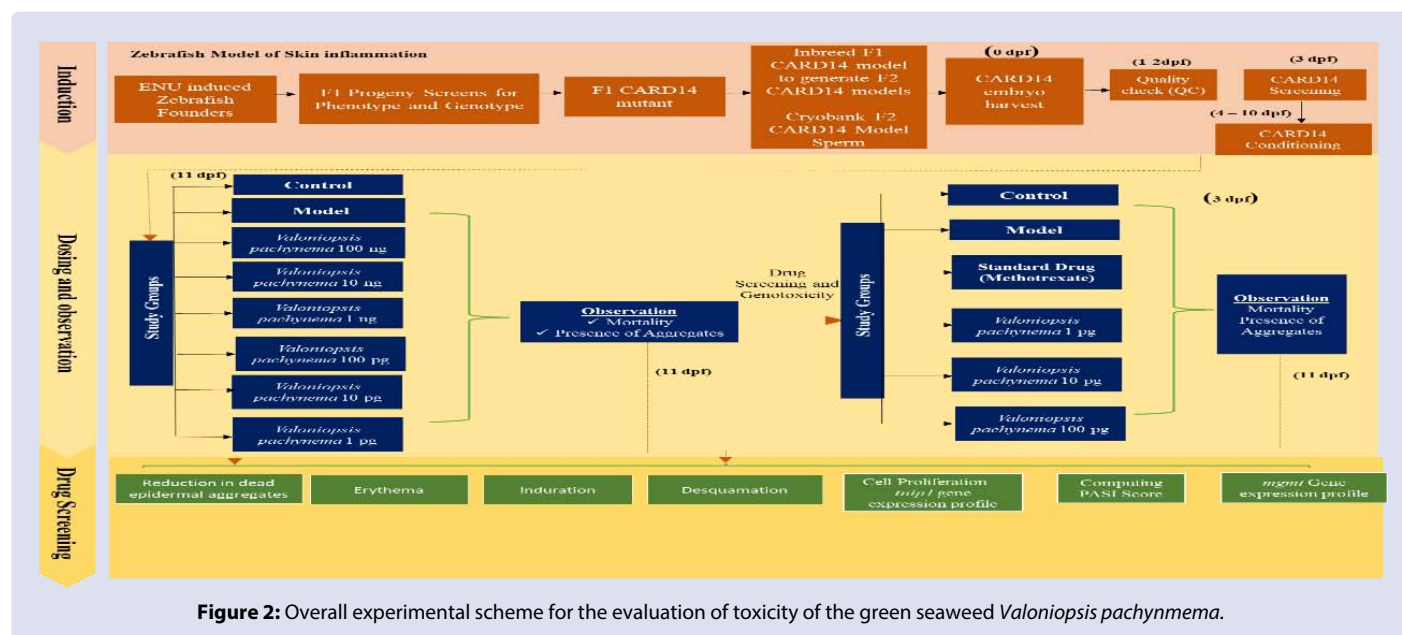 Induction
Zebrafish Model of Skin inflammation
ENU induced
Zebrafish
Founders
F1 Progeny Screens for
Phenotype and Genotype
F1 CARD14
mutant
Inbreed F1
CARD14 model
to generate F2
CARD14 models
Cryobank F2
CARD14 Model
Sperm
(0 dpf)
CARD14
embryo
harvest
(1 2dpf)
Quality
check (QC)
(3 dpf)
CARD14
Screening
(4 – 10 dpf)
CARD14
Conditioning
Dosing and observation
(11 dpf)
Study Groups
Control
Model
Valoniopsis
pachynema 100 ng
Valoniopsis
pachynema 10 ng
Valoniopsis
pachynema 1 ng
Valoniopsis
pachynema 100 pg
Valoniopsis
pachynema 10 pg
Valoniopsis
pachynema 1 pg
Observation
✓ Mortality
✓ Presence of Aggregates
(11 dpf)
Drug
Screening and
Genotoxicity
Study Groups
Control
Model
Standard Drug
(Methotrexate)
Valoniopsis
pachynema 1 pg
Valoniopsis
pachynema 10 pg
Valoniopsis
pachynema 100 pg
(3 dpf)
Observation
Mortality
Presence of
Aggregates
(11 dpf)
Drug Screening
Reduction in dead
epidermal aggregates
Erythema
Induration
Desquamation
Cell Proliferation
tnip1 gene
expression profile
Computing
PASI Score
mgmt Gene
expression profile
Figure 2: Overall experimental scheme for the evaluation of toxicity of the green seaweed Valoniopsis pachynmema.